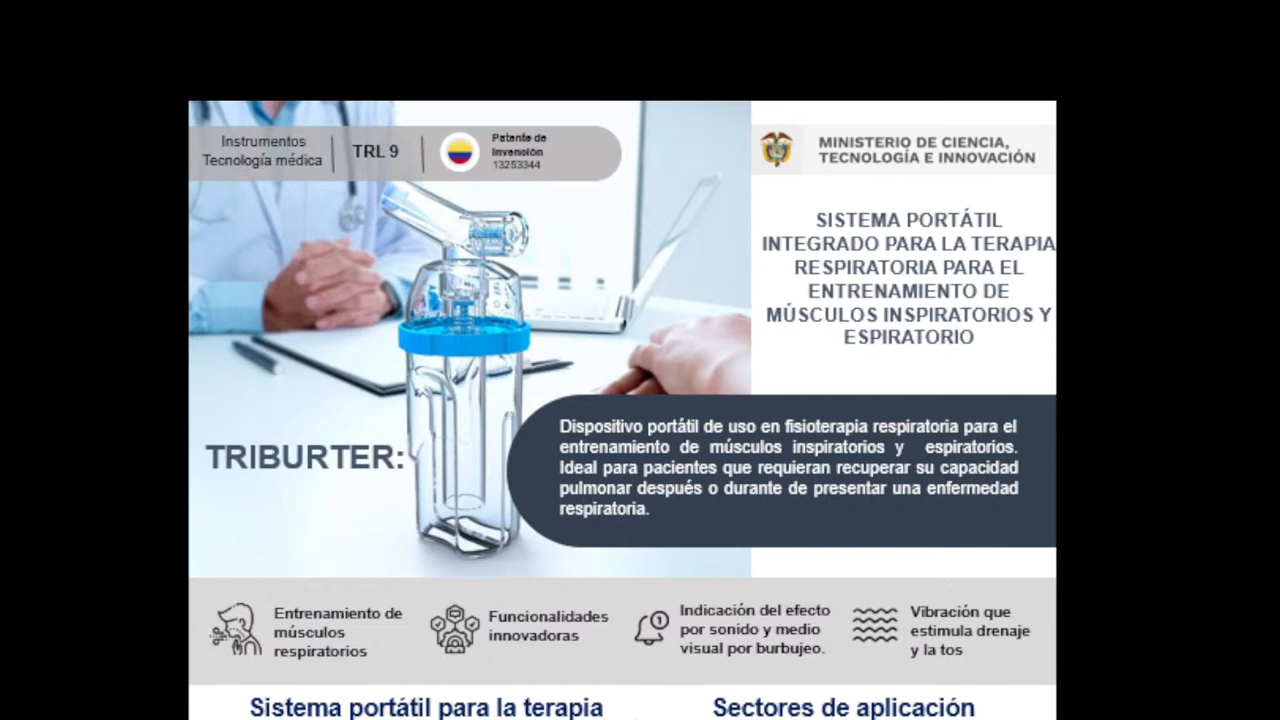 Instrumentos
Tecnología médica
TRL 9
Patente de
Invención
13253344
MINISTERIO DE CIENCIA,
TECNOLOGÍA E INNOVACIÓN
SISTEMA PORTÁTIL
INTEGRADO PARA LA TERAPIA
RESPIRATORIA PARA EL
ENTRENAMIENTO DE
MÚSCULOS INSPIRATORIOS Y
ESPIRATORIO
TRIBURTER:
Dispositivo portátil de uso en fisioterapia respiratoria para el
entrenamiento de músculos inspiratorios y espiratorios.
Ideal para pacientes que requieran recuperar su capacidad
pulmonar después o durante de presentar una enfermedad
respiratoria.
Entrenamiento de
músculos
respiratorios
Funcionalidades
innovadoras
Indicación del efecto
por sonido y medio
visual por burbujeo.
Vibración que
estimula drenaje
y la tos
Sistema portátil para la terapia
Sectores de aplicación